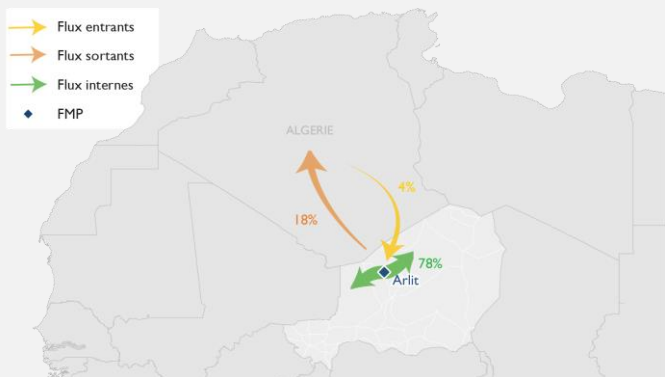 Flux entrants
Flux sortants
Flux internes
FMP
ALGERIE
4%
18%
78%
Arlit